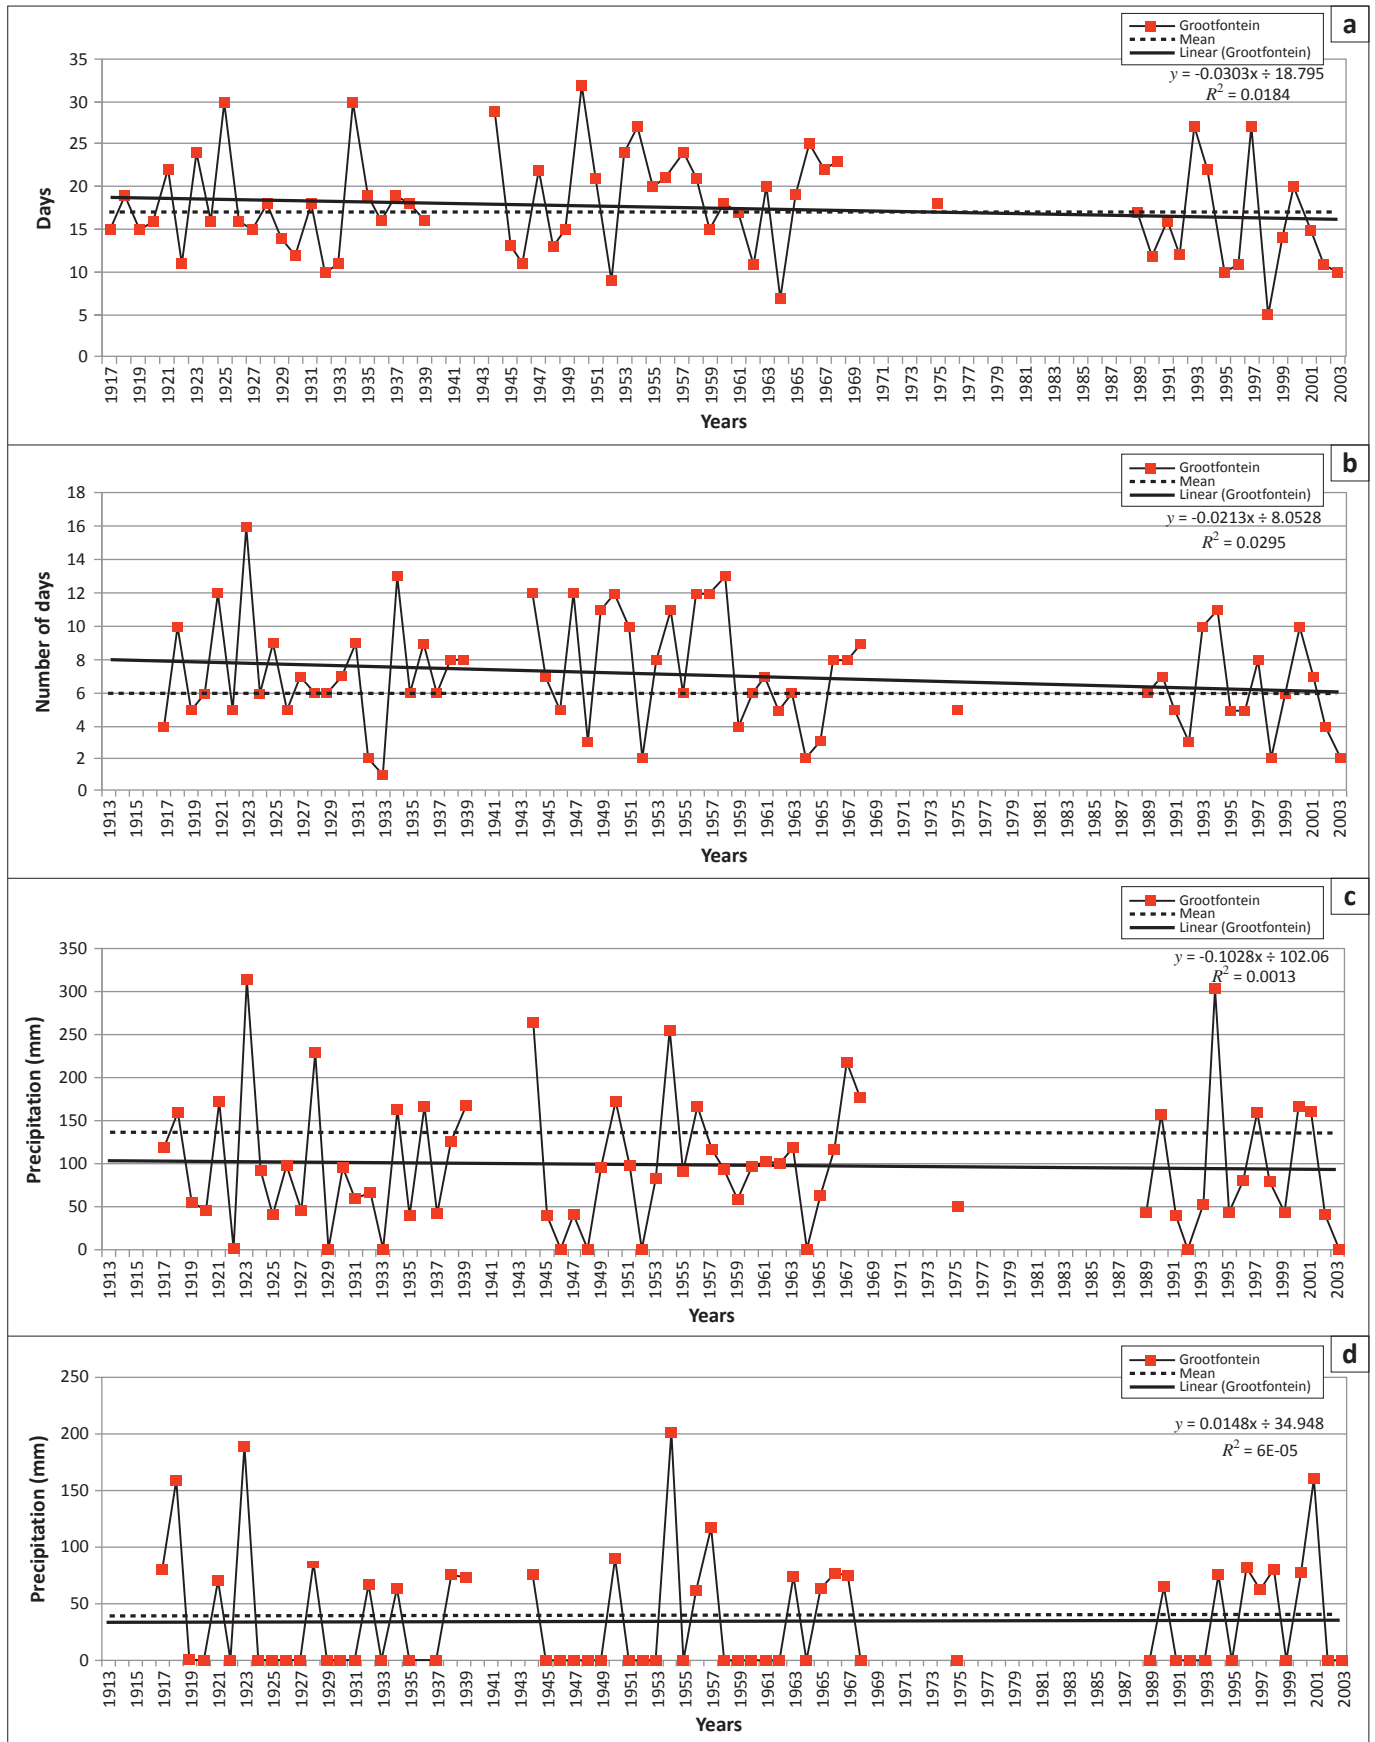 a
Grootfontein
Mean
Linear (Grootfontein)
y = -0.0303x ÷ 18.795
R² = 0.0184
Days
35
30
25
20
15
10
5
0
1917 1919 1921 1923 1925 1927 1929 1931 1933 1935 1937 1939 1941 1943 1945 1947 1949 1951 1953 1955 1957 1959 1961 1963 1965 1967 1969 1971 1973 1975 1977 1979 1981 1983 1985 1987 1989 1991 1993 1995 1997 1999 2001 2003
Years
b
Grootfontein
Mean
Linear (Grootfontein)
y = -0.0213x ÷ 8.0528
R² = 0.0295
Number of days
18
16
14
12
10
8
6
4
2
0
1913 1915 1917 1919 1921 1923 1925 1927 1929 1931 1933 1935 1937 1939 1941 1943 1945 1947 1949 1951 1953 1955 1957 1959 1961 1963 1965 1967 1969 1971 1973 1975 1977 1979 1981 1983 1985 1987 1989 1991 1993 1995 1997 1999 2001 2003
Years
c
Grootfontein
Mean
Linear (Grootfontein)
y = -0.1028x ÷ 102.06
R² = 0.0013
Precipitation (mm)
350
300
250
200
150
100
50
0
1913 1915 1917 1919 1921 1923 1925 1927 1929 1931 1933 1935 1937 1939 1941 1943 1945 1947 1949 1951 1953 1955 1957 1959 1961 1963 1965 1967 1969 1971 1973 1975 1977 1979 1981 1983 1985 1987 1989 1991 1993 1995 1997 1999 2001 2003
Years
d
Grootfontein
Mean
Linear (Grootfontein)
y = 0.0148x ÷ 34.948
R² = 6E-05
Precipitation (mm)
250
200
150
100
50
0
1913 1915 1917 1919 1921 1923 1925 1927 1929 1931 1933 1935 1937 1939 1941 1943 1945 1947 1949 1951 1953 1955 1957 1959 1961 1963 1965 1967 1969 1971 1973 1975 1977 1979 1981 1983 1985 1987 1989 1991 1993 1995 1997 1999 2001 2003
Years